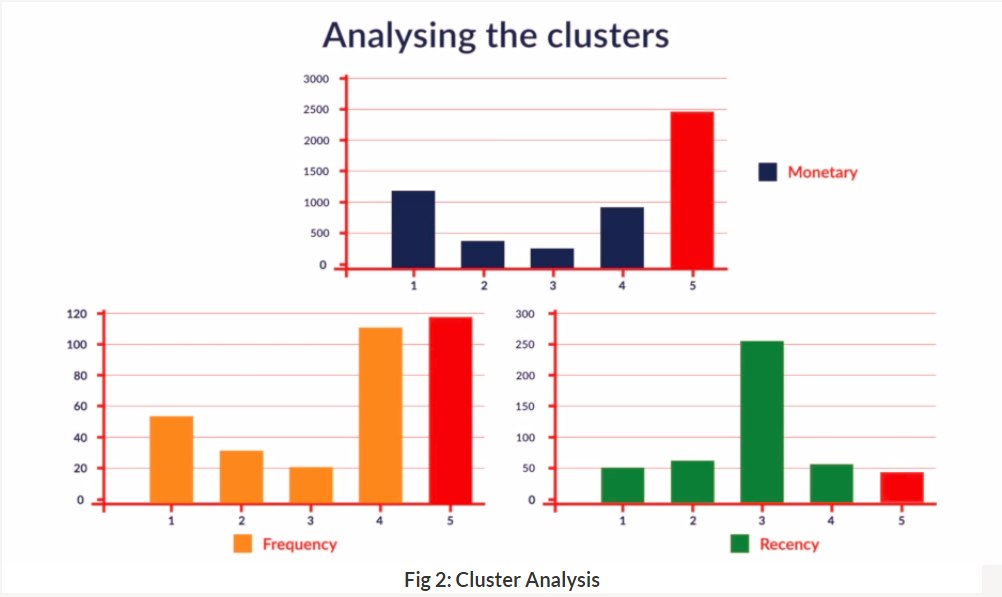 Analysing the clusters
3000
2500
2000
1500
1000
500
0
1 2 3 4 5
Monetary
120
100
80
60
40
20
0
1 2 3 4 5
Frequency
300
250
200
150
100
50
0
1 2 3 4 5
Recency
Fig 2: Cluster Analysis